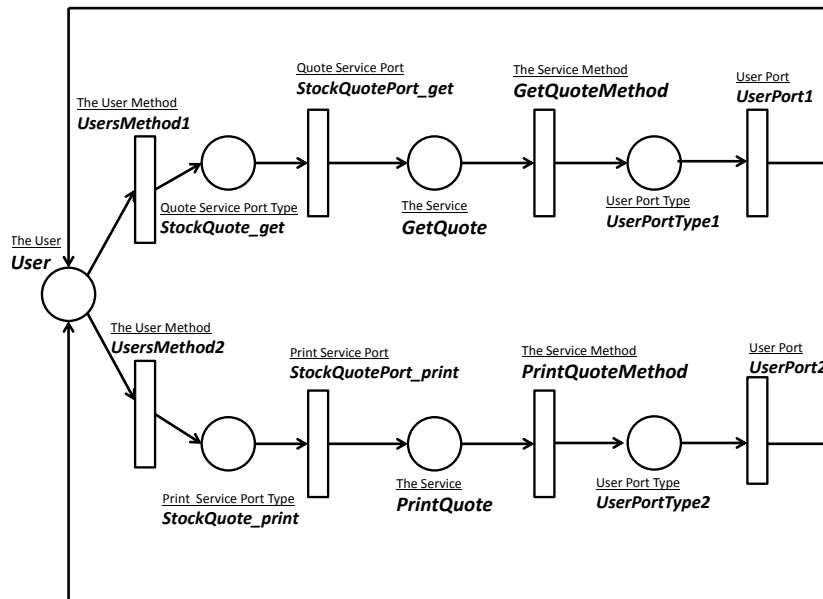 Quote Service Port
StockQuotePort_get
The Service Method
GetQuoteMethod
User Port
UserPort1
The User Method
UsersMethod1
Quote Service Port Type
StockQuote_get
The Service
GetQuote
User Port Type
UserPortType1
The User
User
The User Method
UsersMethod2
Print Service Port
StockQuotePort_print
The Service Method
PrintQuoteMethod
User Port
UserPort2
Print Service Port Type
StockQuote_print
The Service
PrintQuote
User Port Type
UserPortType2